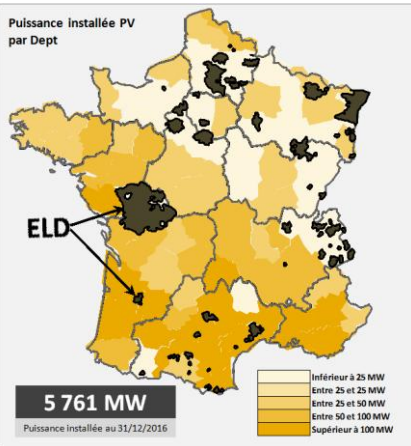 Puissance installée PV
par Dept
ELD
Inférieur à 25 MW
Entre 25 et 25 MW
Entre 25 et 50 MW
Entre 50 et 100 MW
Supérieur à 100 MW
5 761 MW
Puissance installée au 31/12/2016